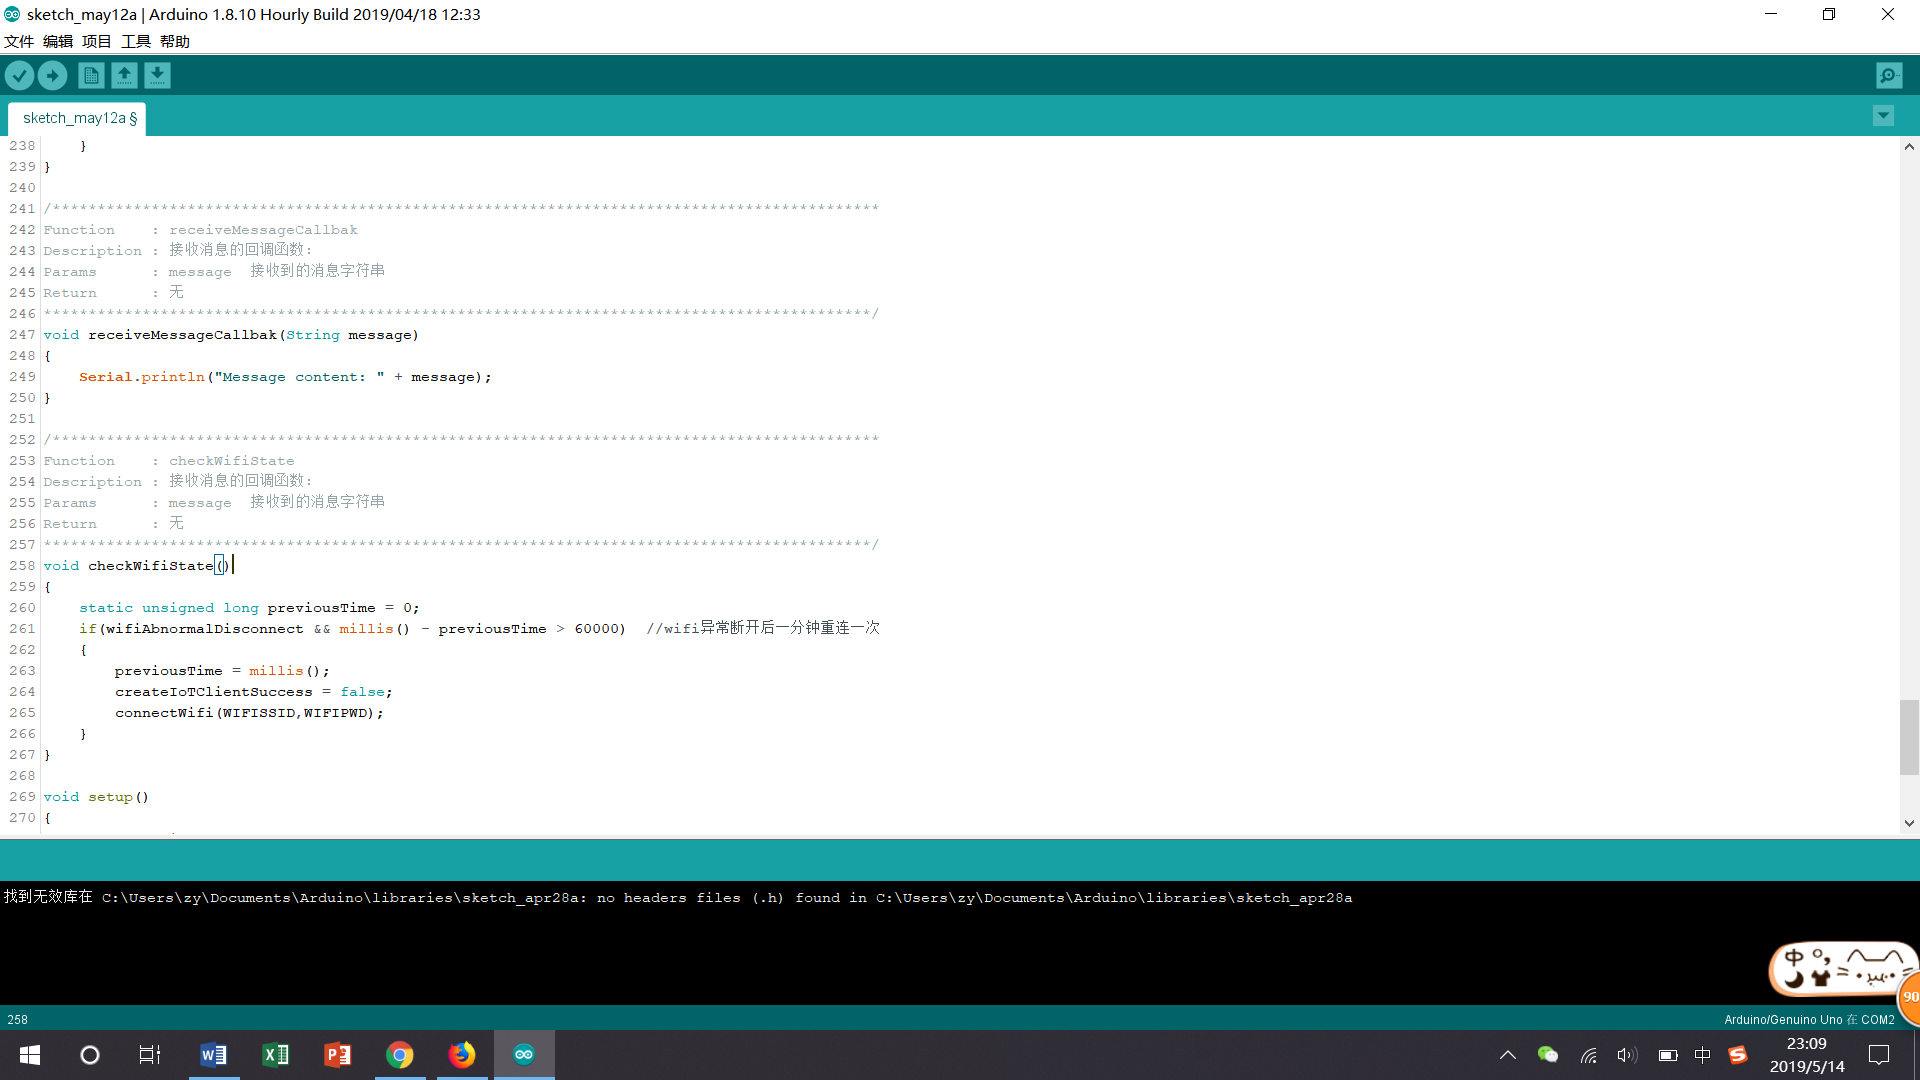 sketch_may12a | Arduino 1.8.10 Hourly Build 2019/04/18 12:33
文件 编辑 项目 工具 帮助
sketch_may12a §
238     }
239 }
240
241 /********************************************************************************************
242 Function    : receiveMessageCallbak
243 Description : 接收消息的回调函数:
244 Params      : message  接收到的消息字符串
245 Return      : 无
246 ********************************************************************************************/
247 void receiveMessageCallbak(String message)
248 {
249     Serial.println("Message content: " + message);
250 }
251
252 /********************************************************************************************
253 Function    : checkWifiState
254 Description : 接收消息的回调函数:
255 Params      : message  接收到的消息字符串
256 Return      : 无
257 ********************************************************************************************/
258 void checkWifiState()
259 {
260     static unsigned long previousTime = 0;
261     if(wifiAbnormalDisconnect && millis() - previousTime > 60000)  //wifi异常断开后一分钟重连一次
262     {
263         previousTime = millis();
264         createIoTClientSuccess = false;
265         connectWifi(WIFISSID,WIFIPWD);
266     }
267 }
268
269 void setup()
270 {
找到无效库在 C:\Users\zy\Documents\Arduino\libraries\sketch_apr28a: no headers files (.h) found in C:\Users\zy\Documents\Arduino\libraries\sketch_apr28a
中
90
258
Arduino/Genuino Uno 在 COM2
中
23:09
2019/5/14